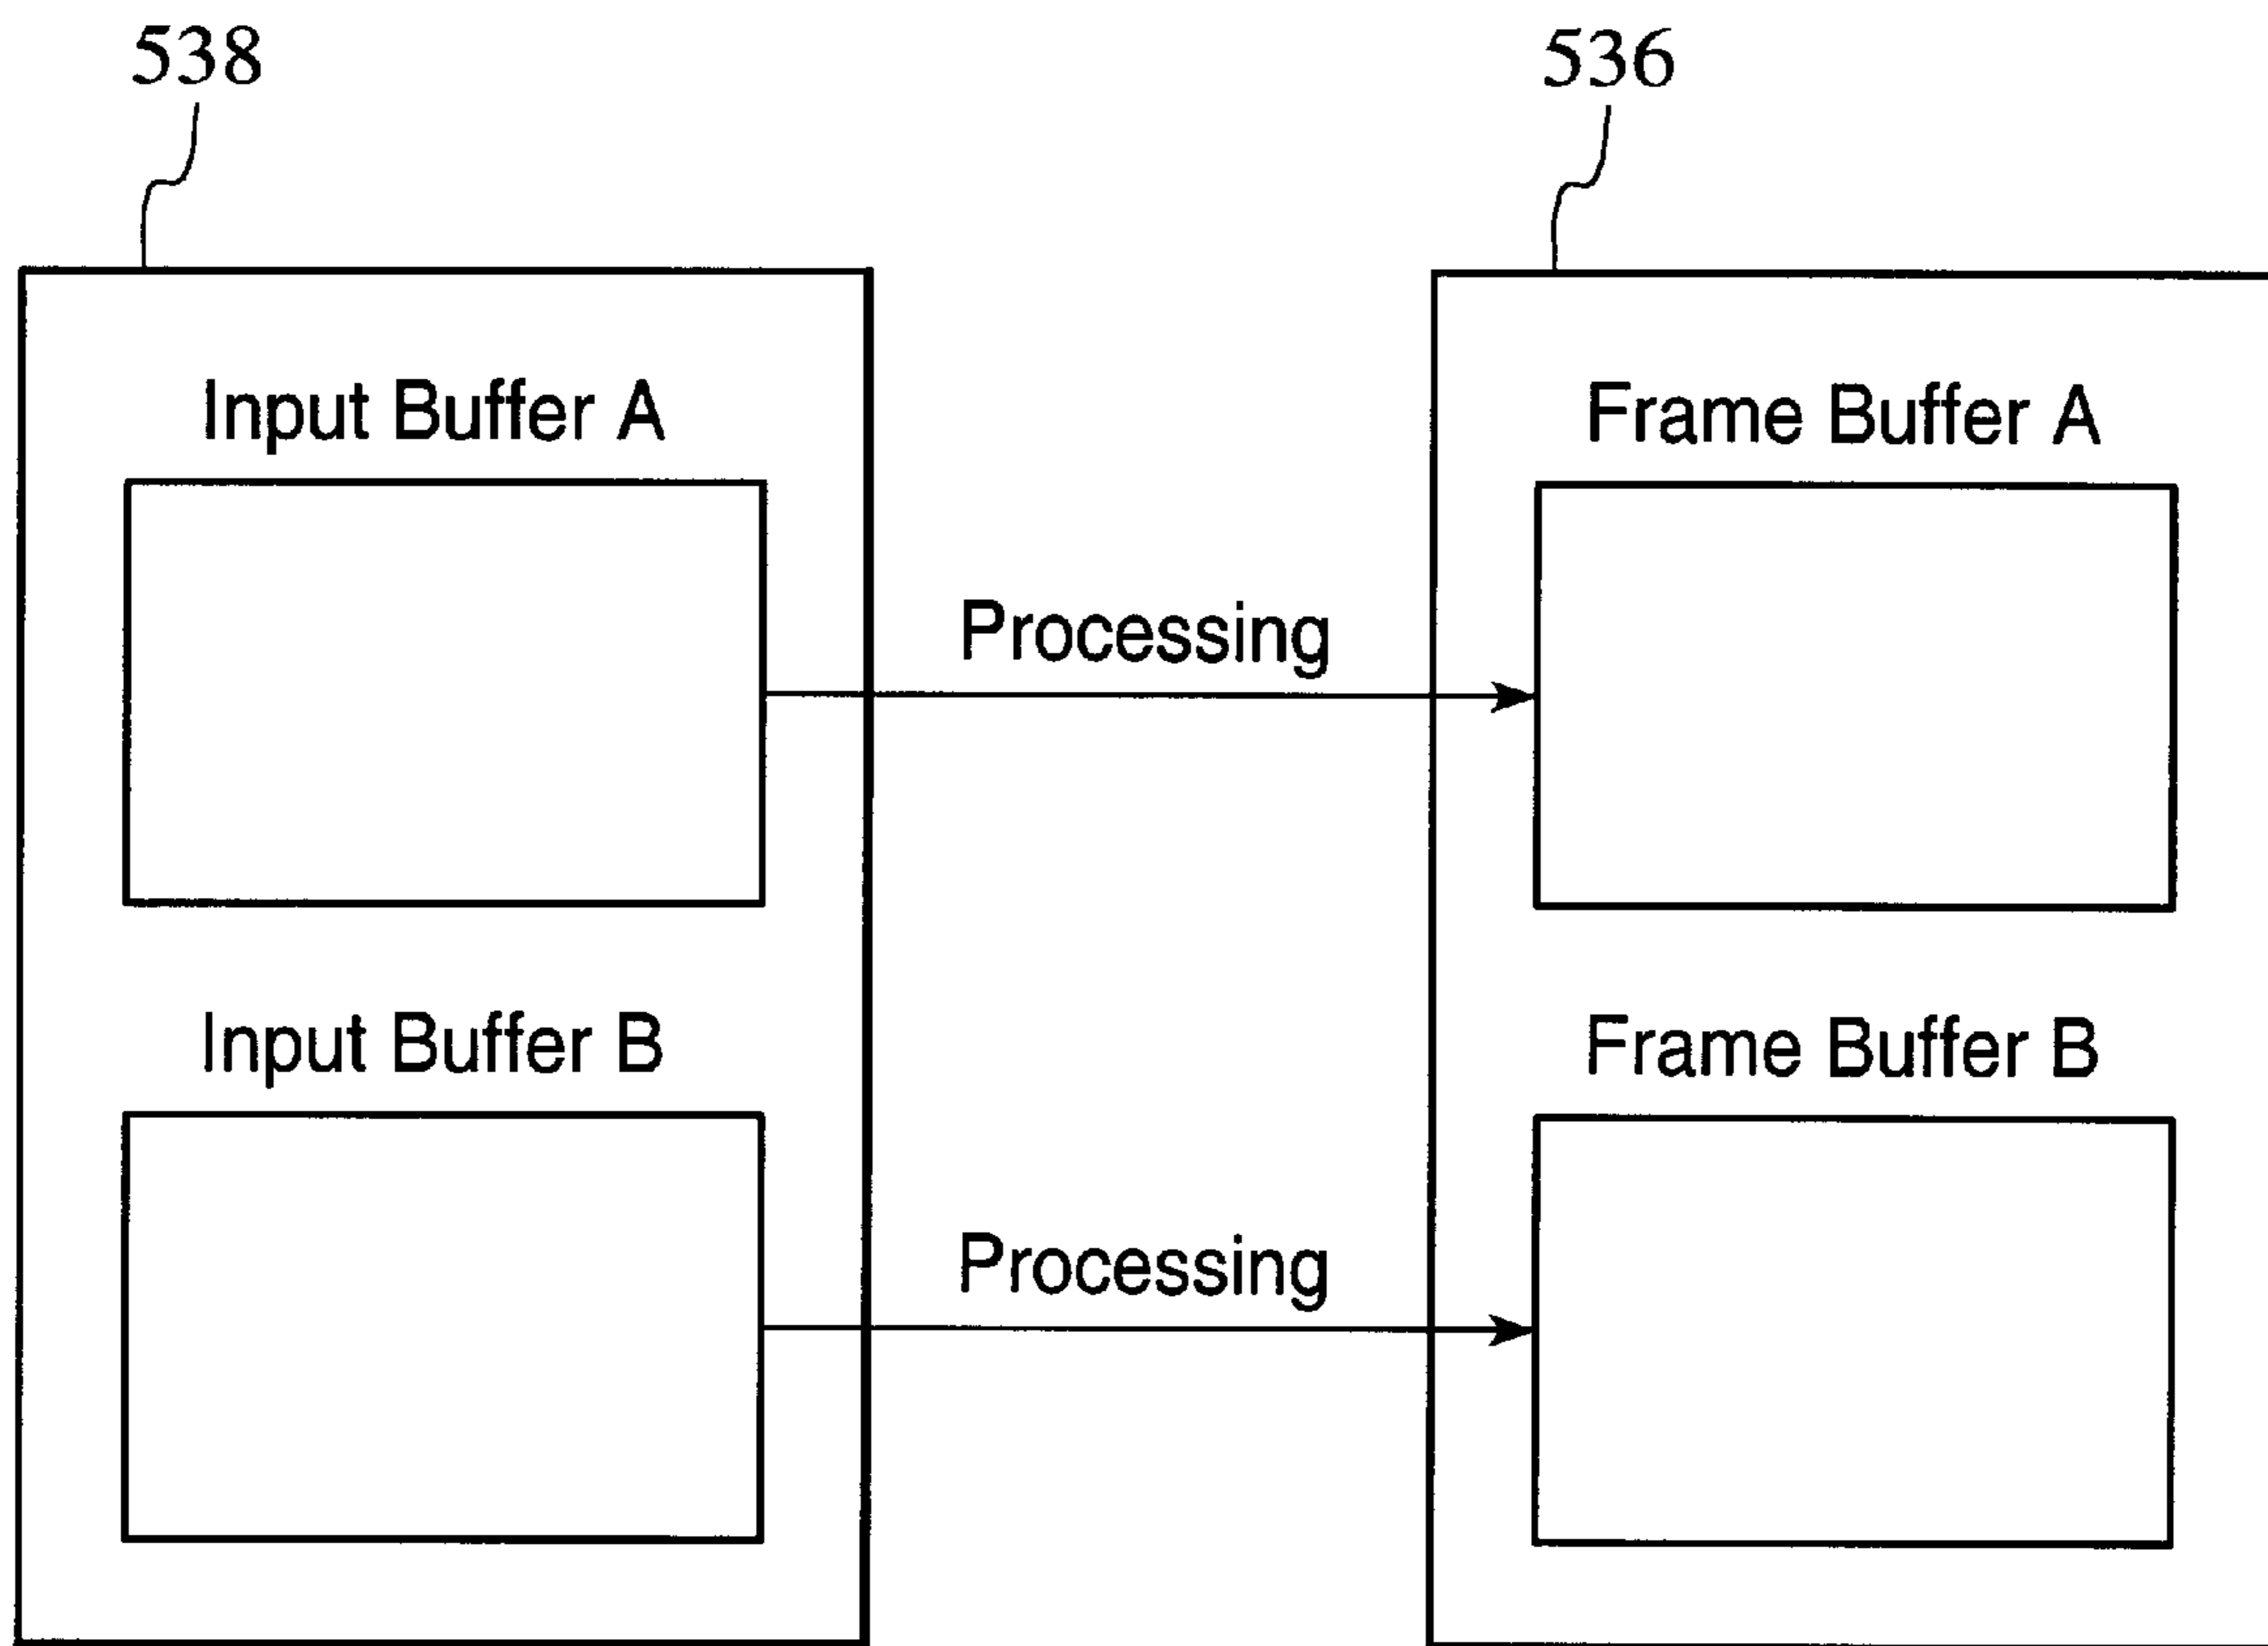 538
536
Input Buffer A
Frame Buffer A
Processing
Input Buffer B
Frame Buffer B
Processing